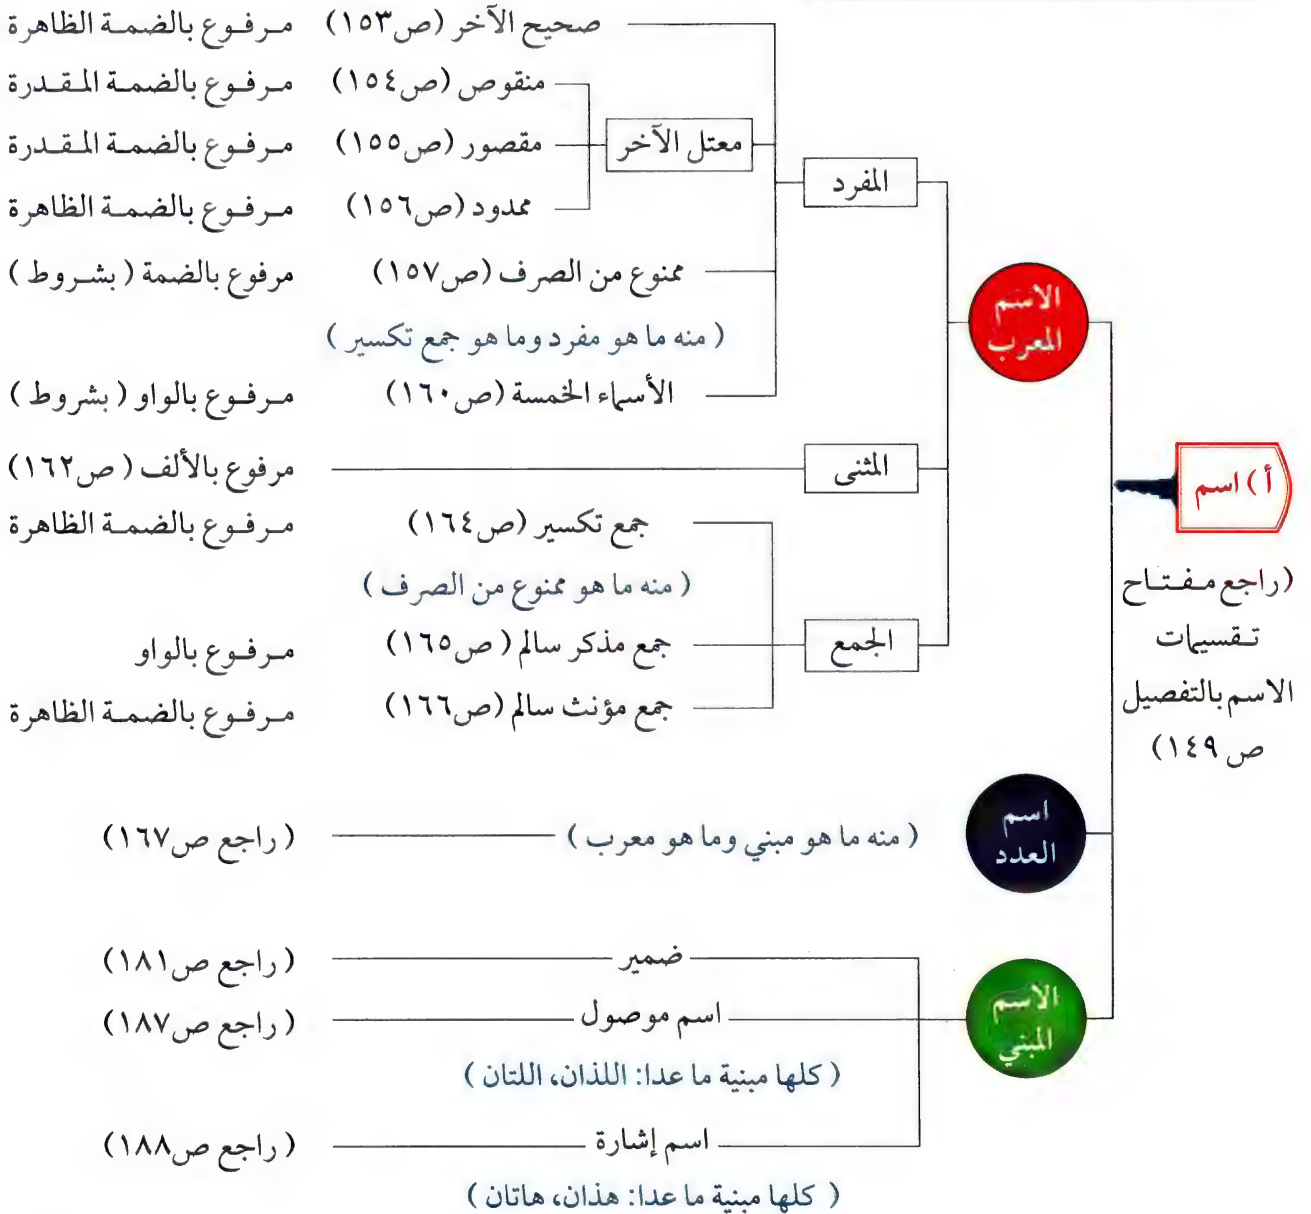 صحيح الآخر (ص١٥٣) مرفوع بالضمة الظاهرة
منقوص (ص١٥٤) مرفوع بالضمة المقدرة
معتل الآخر
مقصور (ص١٥٥) مرفوع بالضمة المقدرة
المفرد
ممدود (ص١٥٦) مرفوع بالضمة الظاهرة
ممنوع من الصرف (ص١٥٧) مرفوع بالضمة (بشروط)
(منه ما هو مفرد وما هو جمع تكسير)
الاسم
المعرب
الأسماء الخمسة (ص١٦٠) مرفوع بالواو (بشروط)
المثنى مرفوع بالألف (ص١٦٢)
أ) اسم
جمع تكسير (ص١٦٤) مرفوع بالضمة الظاهرة
(منه ما هو ممنوع من الصرف)
(راجع مفتاح
تقسيمات
الاسم بالتفصيل
ص ١٤٩)
الجمع
جمع مذكر سالم (ص١٦٥) مرفوع بالواو
جمع مؤنث سالم (ص١٦٦) مرفوع بالضمة الظاهرة
اسم
العدد
(منه ما هو مبني وما هو معرب) (راجع ص١٦٧)
الاسم
المبني
ضمير (راجع ص١٨١)
اسم موصول (راجع ص١٨٧)
(كلها مبنية ما عدا: اللذان، اللتان)
اسم إشارة (راجع ص١٨٨)
(كلها مبنية ما عدا: هذان، هاتان)